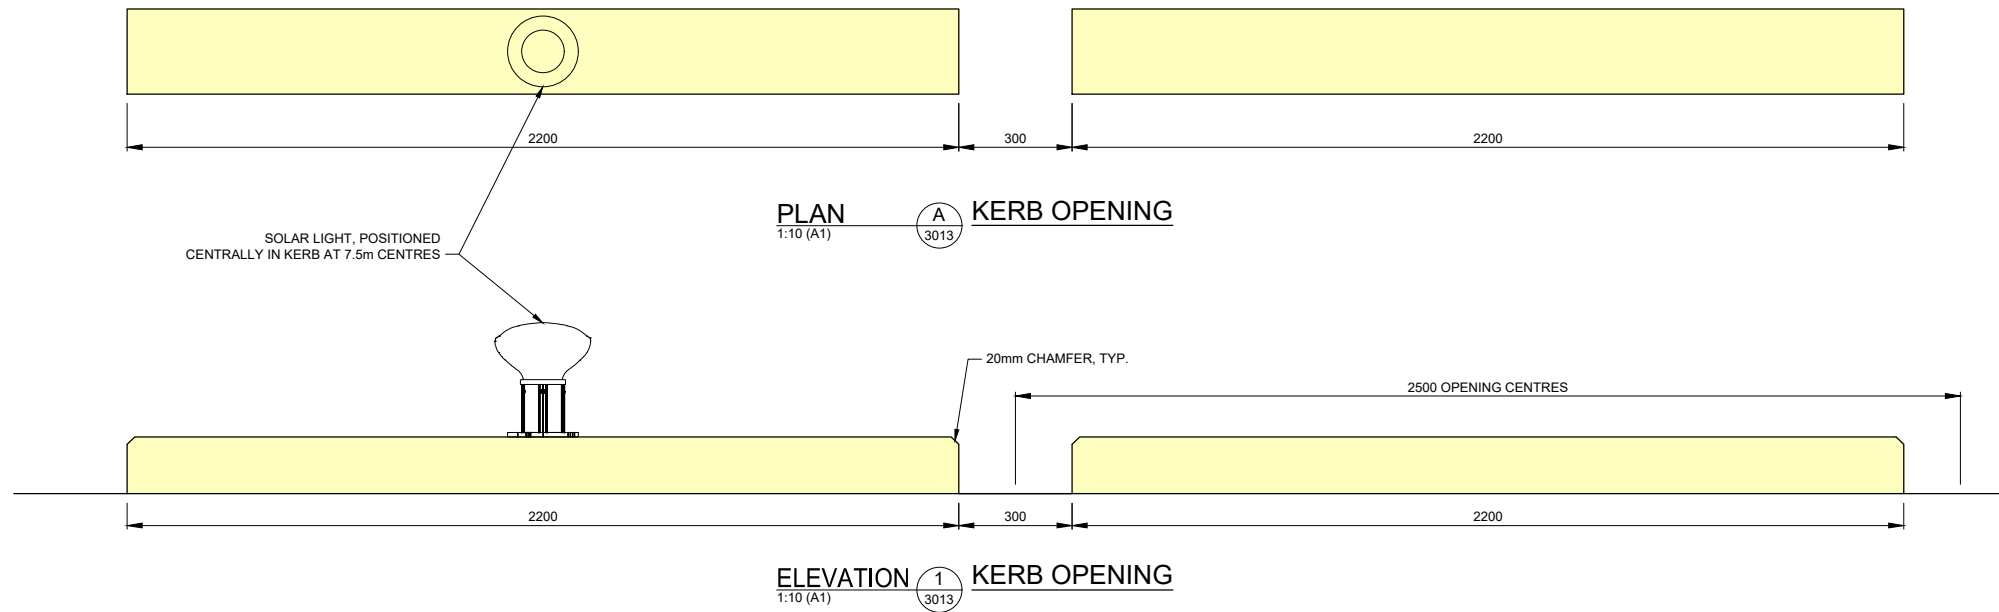 2200
300
2200
PLAN
1:10 (A1)
A
3013
KERB OPENING
SOLAR LIGHT, POSITIONED
CENTRALLY IN KERB AT 7.5m CENTRES
20mm CHAMFER, TYP.
2500 OPENING CENTRES
2200
300
2200
ELEVATION
1:10 (A1)
1
3013
KERB OPENING